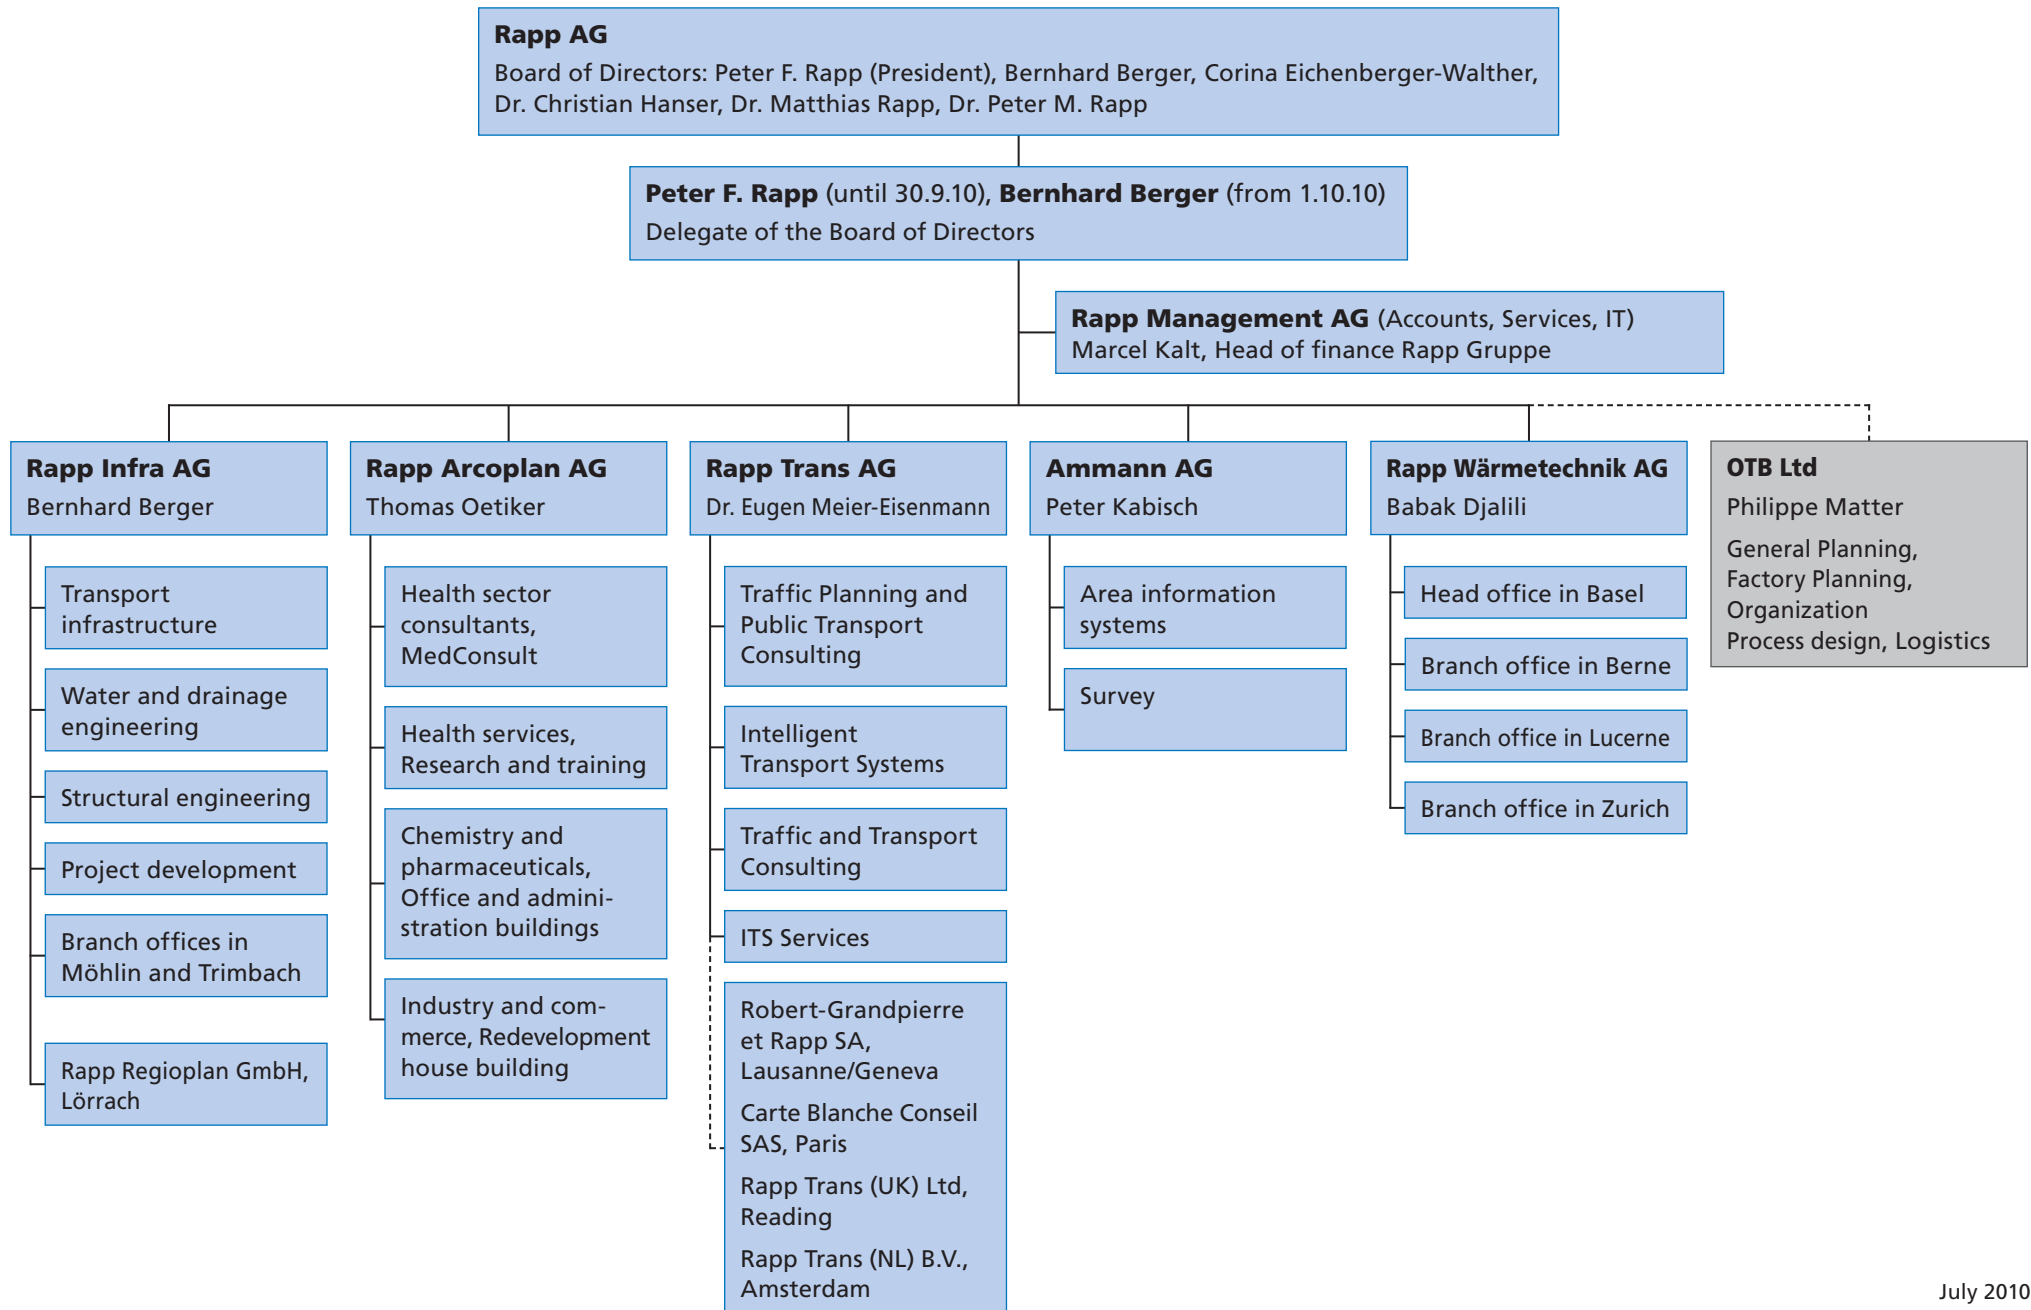 Rapp AG
Board of Directors: Peter F. Rapp (President), Bernhard Berger, Corina Eichenberger-Walther,
Dr. Christian Hanser, Dr. Matthias Rapp, Dr. Peter M. Rapp
Peter F. Rapp (until 30.9.10), Bernhard Berger (from 1.10.10)
Delegate of the Board of Directors
Rapp Management AG (Accounts, Services, IT)
Marcel Kalt, Head of finance Rapp Gruppe
Rapp Infra AG
Bernhard Berger
Transport
infrastructure
Water and drainage
engineering
Structural engineering
Project development
Branch offices in
Möhlin and Trimbach
Rapp Regioplan GmbH,
Lörrach
Rapp Arcoplan AG
Thomas Oetiker
Health sector
consultants,
MedConsult
Health services,
Research and training
Chemistry and
pharmaceuticals,
Office and admini-
stration buildings
Industry and com-
merce, Redevelopment
house building
Rapp Trans AG
Dr. Eugen Meier-Eisenmann
Traffic Planning and
Public Transport
Consulting
Intelligent
Transport Systems
Traffic and Transport
Consulting
ITS Services
Robert-Grandpierre
et Rapp SA,
Lausanne/Geneva
Carte Blanche Conseil
SAS, Paris
Rapp Trans (UK) Ltd,
Reading
Rapp Trans (NL) B.V.,
Amsterdam
Ammann AG
Peter Kabisch
Area information
systems
Survey
Rapp Wärmetechnik AG
Babak Djalili
Head office in Basel
Branch office in Berne
Branch office in Lucerne
Branch office in Zurich
OTB Ltd
Philippe Matter
General Planning,
Factory Planning,
Organization
Process design, Logistics
July 2010